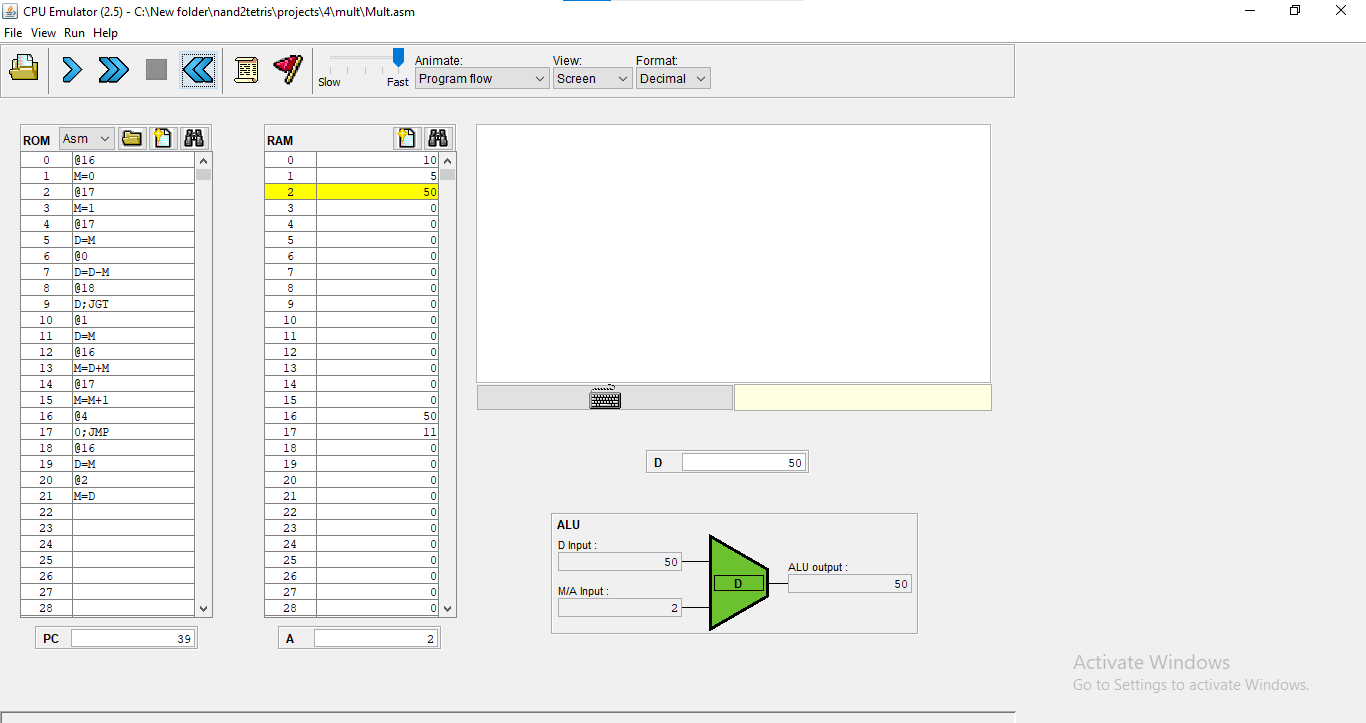 CPU Emulator (2.5) - C:\New folder\nand2tetris\projects\4\mult\Mult.asm
File View Run Help
Animate: View: Format:
Slow Fast Program flow Screen Decimal
ROM Asm
0 @16
1 M=0
2 @17
3 M=1
4 @17
5 D=M
6 @0
7 D=D-M
8 @18
9 D;JGT
10 @1
11 D=M
12 @16
13 M=D+M
14 @17
15 M=M+1
16 @4
17 0;JMP
18 @16
19 D=M
20 @2
21 M=D
22
23
24
25
26
27
28
PC 39
RAM
0 10
1 5
2 50
3 0
4 0
5 0
6 0
7 0
8 0
9 0
10 0
11 0
12 0
13 0
14 0
15 0
16 50
17 11
18 0
19 0
20 0
21 0
22 0
23 0
24 0
25 0
26 0
27 0
28 0
A 2
D 50
ALU
D Input :
50
M/A Input :
2
D
ALU output :
50
Activate Windows
Go to Settings to activate Windows.